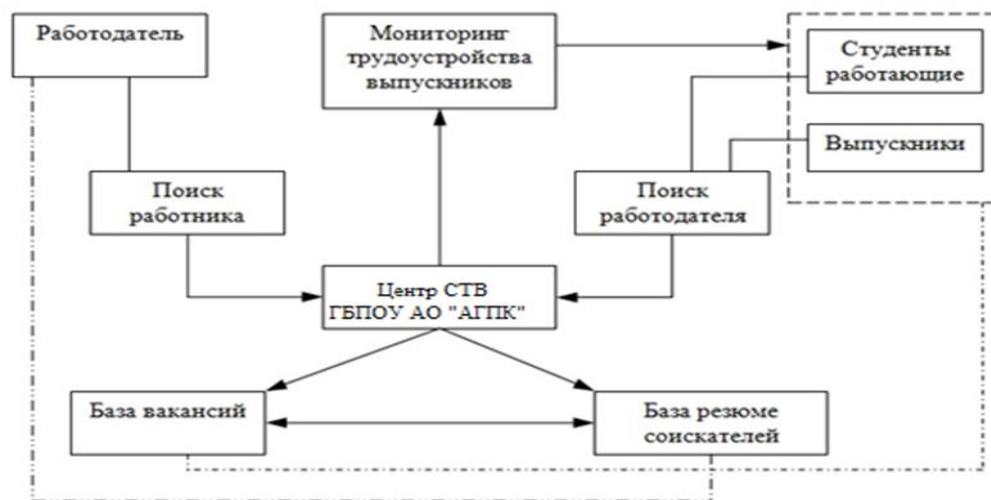 Работодатель
Мониторинг
трудоустройства
выпускников
Студенты
работающие
Выпускники
Поиск
работника
Поиск
работодателя
Центр СТВ
ГБПОУ АО "АГПК"
База вакансий
База резюме
соискателей